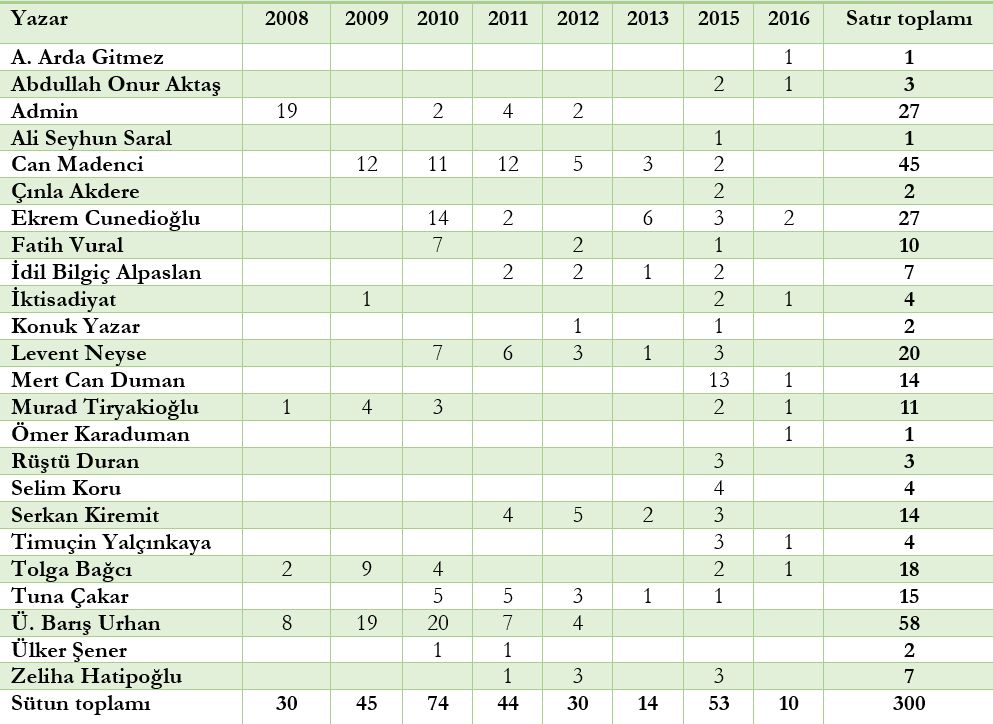 Yazar 2008 2009 2010 2011 2012 2013 2015 2016 Satır toplamı
A. Arda Gitmez 1 1
Abdullah Onur Aktaş 2 1 3
Admin 19 2 4 2 27
Ali Seyhun Saral 1 1
Can Madenci 12 11 12 5 3 2 45
Çınla Akdere 2 2
Ekrem Cunedioğlu 14 2 6 3 2 27
Fatih Vural 7 2 1 10
İdil Bilgiç Alpaslan 2 2 1 2 7
İktisadiyat 1 2 1 4
Konuk Yazar 1 1 2
Levent Neyse 7 6 3 1 3 20
Mert Can Duman 13 1 14
Murad Tiryakioğlu 1 4 3 2 1 11
Ömer Karaduman 1 1
Rüştü Duran 3 3
Selim Koru 4 4
Serkan Kiremit 4 5 2 3 14
Timuçin Yalçınkaya 3 1 4
Tolga Bağcı 2 9 4 2 1 18
Tuna Çakar 5 5 3 1 1 15
Ü. Barış Urhan 8 19 20 7 4 58
Ülker Şener 1 1 2
Zeliha Hatipoğlu 1 3 3 7
Sütun toplamı 30 45 74 44 30 14 53 10 300